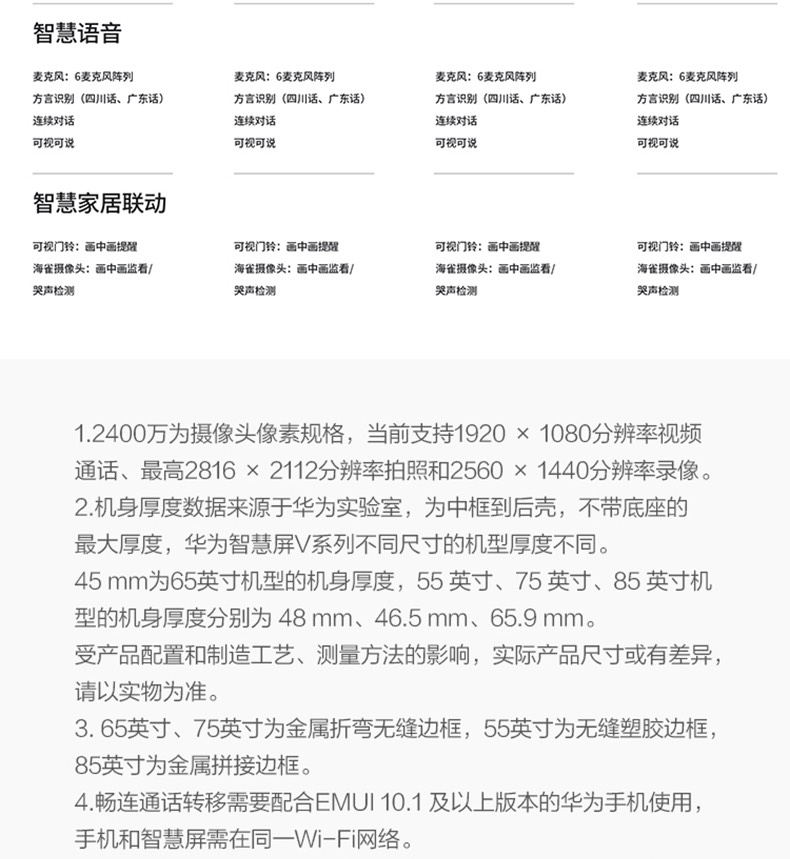 智慧语音
麦克风：6麦克风阵列 麦克风：6麦克风阵列 麦克风：6麦克风阵列 麦克风：6麦克风阵列
方言识别（四川话、广东话） 方言识别（四川话、广东话） 方言识别（四川话、广东话） 方言识别（四川话、广东话）
连续对话 连续对话 连续对话 连续对话
可视可说 可视可说 可视可说 可视可说
智慧家居联动
可视门铃：画中画提醒 可视门铃：画中画提醒 可视门铃：画中画提醒 可视门铃：画中画提醒
海雀摄像头：画中画监看/ 海雀摄像头：画中画监看/ 海雀摄像头：画中画监看/ 海雀摄像头：画中画监看/
哭声检测 哭声检测 哭声检测 哭声检测
1.2400万为摄像头像素规格，当前支持1920 × 1080分辨率视频
通话、最高2816 × 2112分辨率拍照和2560 × 1440分辨率录像。
2.机身厚度数据来源于华为实验室，为中框到后壳，不带底座的
最大厚度，华为智慧屏V系列不同尺寸的机型厚度不同。
45 mm为65英寸机型的机身厚度，55 英寸、75 英寸、85 英寸机
型的机身厚度分别为 48 mm、46.5 mm、65.9 mm。
受产品配置和制造工艺、测量方法的影响，实际产品尺寸或有差异，
请以实物为准。
3. 65英寸、75英寸为金属折弯无缝边框，55英寸为无缝塑胶边框，
85英寸为金属拼接边框。
4.畅连通话转移需要配合EMUI 10.1 及以上版本的华为手机使用，
手机和智慧屏需在同一Wi-Fi网络。